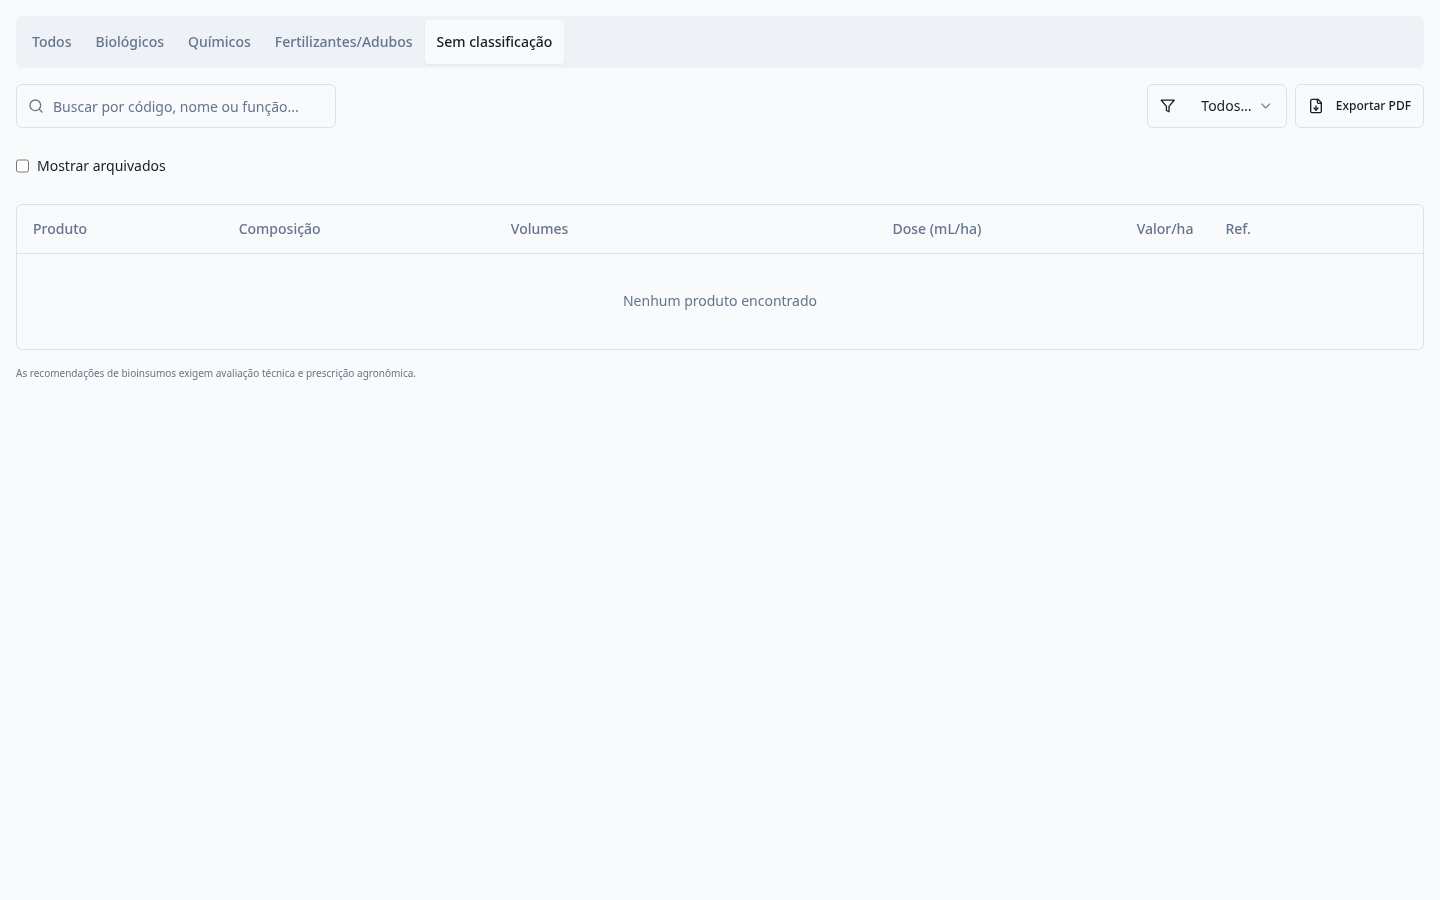 Todos Biológicos Químicos Fertilizantes/Adubos Sem classificação
Buscar por código, nome ou função... Todos... Exportar PDF
Mostrar arquivados
Produto Composição Volumes Dose (mL/ha) Valor/ha Ref.
Nenhum produto encontrado
As recomendações de bioinsumos exigem avaliação técnica e prescrição agronômica.